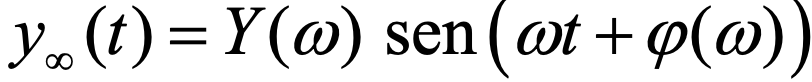 y∞(t) = Y(ω) sen(ωt + φ(ω))